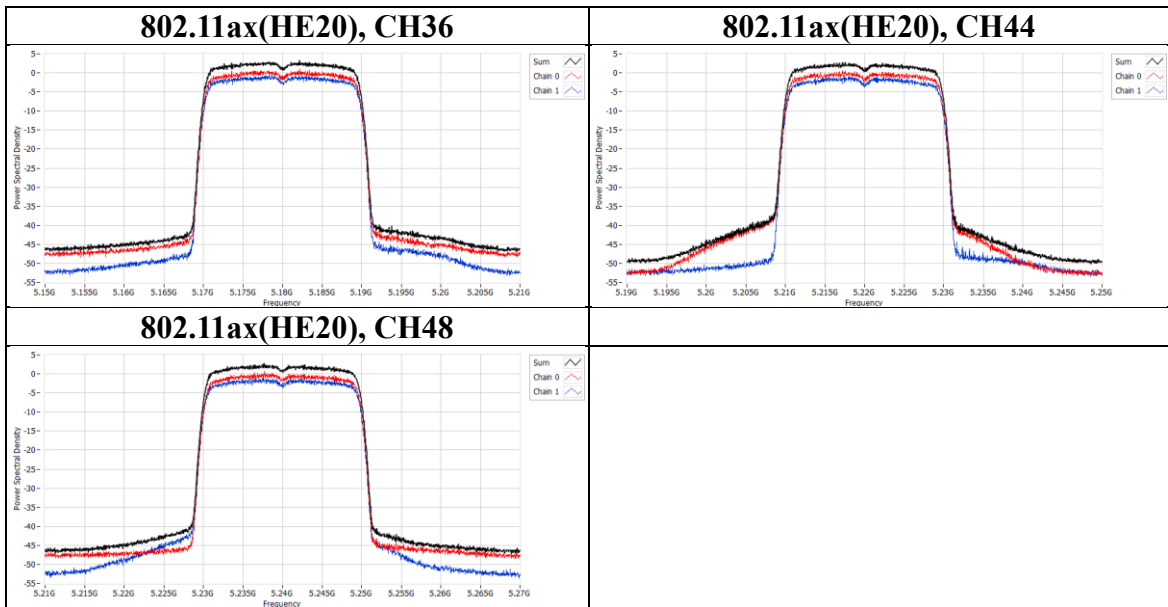 802.11ax(HE20), CH36
802.11ax(HE20), CH44
5
0
-5
-10
-15
-20
-25
-30
-35
-40
-45
-50
-55
Power Spectral Density
5.15G 5.155G 5.16G 5.165G 5.17G 5.175G 5.18G 5.185G 5.19G 5.195G 5.2G 5.205G 5.21G
Frequency
Sum
Chain 0
Chain 1
5
0
-5
-10
-15
-20
-25
-30
-35
-40
-45
-50
-55
Power Spectral Density
5.19G 5.195G 5.2G 5.205G 5.21G 5.215G 5.22G 5.225G 5.23G 5.235G 5.24G 5.245G 5.25G
Frequency
Sum
Chain 0
Chain 1
802.11ax(HE20), CH48
5
0
-5
-10
-15
-20
-25
-30
-35
-40
-45
-50
-55
Power Spectral Density
5.21G 5.215G 5.22G 5.225G 5.23G 5.235G 5.24G 5.245G 5.25G 5.255G 5.26G 5.265G 5.27G
Frequency
Sum
Chain 0
Chain 1